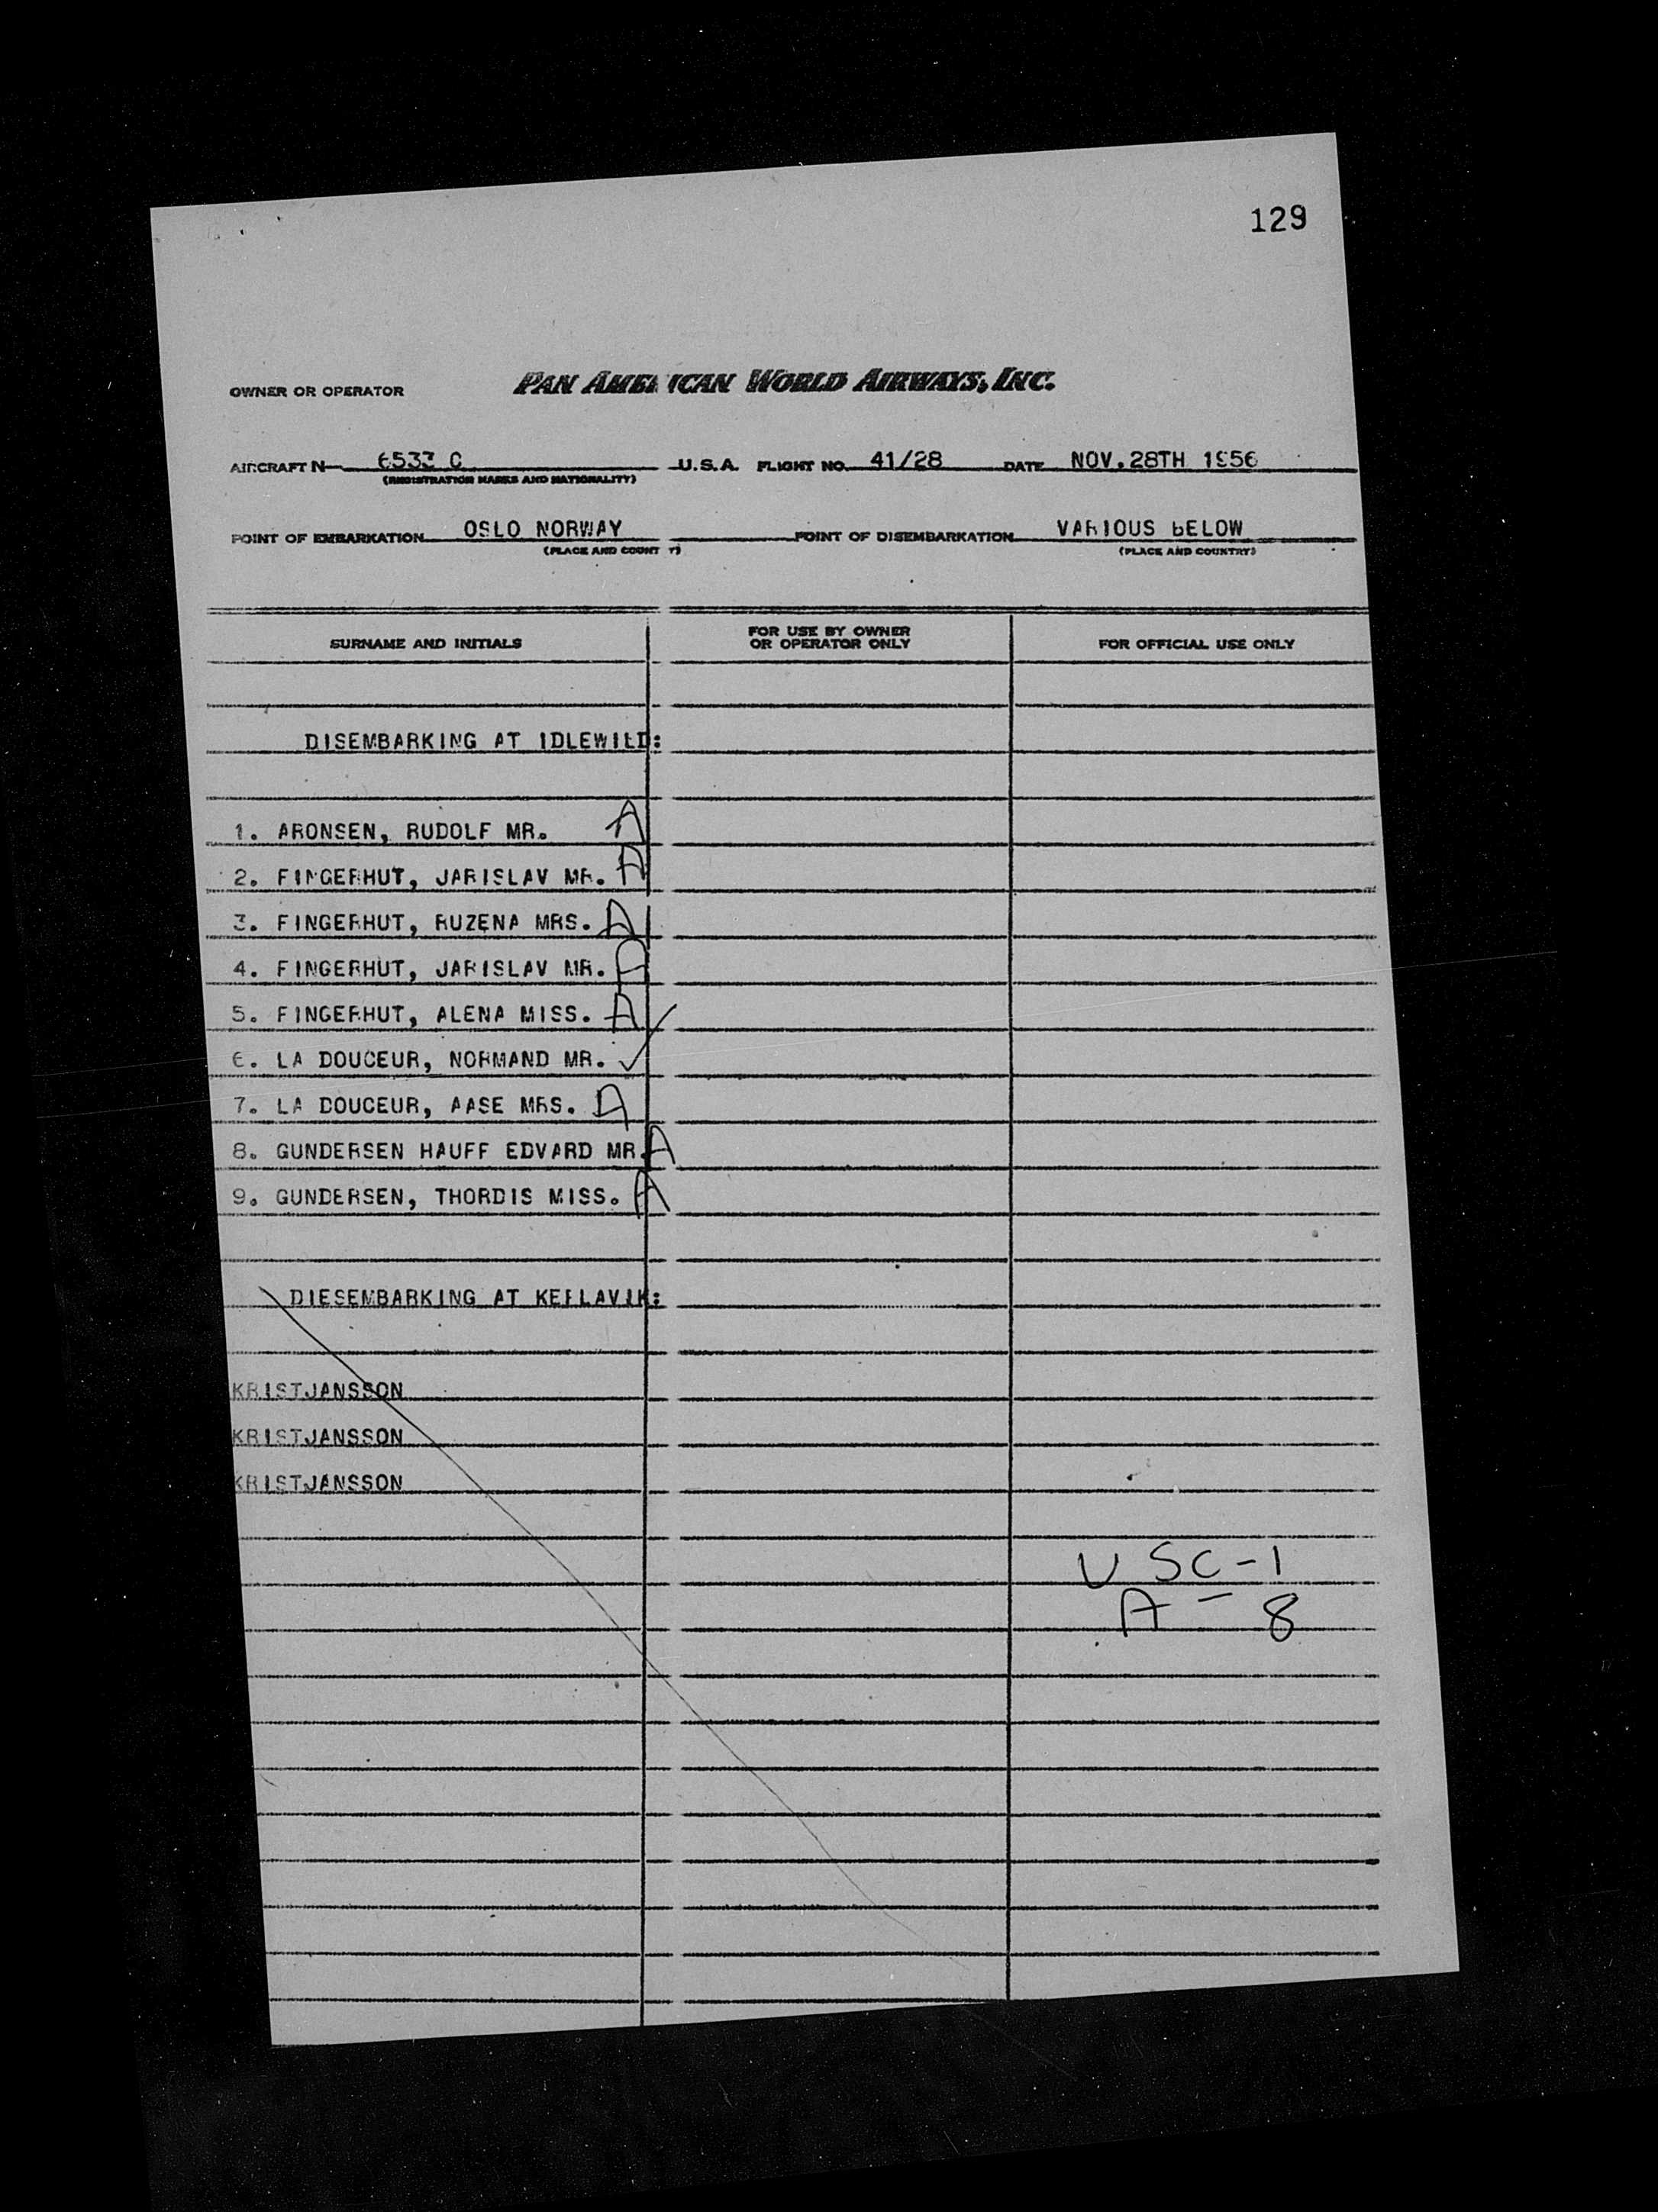 129
OWNER OR OPERATOR PAN AMERICAN WORLD AIRWAYS, INC.
AIRCRAFT N 6533 C U.S.A. FLIGHT NO. 41/28 DATE NOV.28TH 1956
(REGISTRATION MARKS AND NATIONALITY)
POINT OF EMBARKATION OSLO NORWAY POINT OF DISEMBARKATION VARIOUS BELOW
(PLACE AND COUNT Y) (PLACE AND COUNTRY)
SURNAME AND INITIALS FOR USE BY OWNER OR OPERATOR ONLY FOR OFFICIAL USE ONLY
DISEMBARKING AT IDLEWILD:
1. ARONSEN, RUDOLF MR. A
2. FINGERHUT, JARISLAV MR. A
3. FINGERHUT, RUZENA MRS. A
4. FINGERHUT, JARISLAV MR. A
5. FINGERHUT, ALENA MISS. A
6. LA DOUCEUR, NORMAND MR. ✓
7. LA DOUCEUR, AASE MRS. A
8. GUNDERSEN HAUFF EDVARD MR. A
9. GUNDERSEN, THORDIS MISS. A
DIESEMBARKING AT KEFLAVIK:
KRISTJANSSON
KRISTJANSSON
KRISTJANSSON
USC-1
A - 8